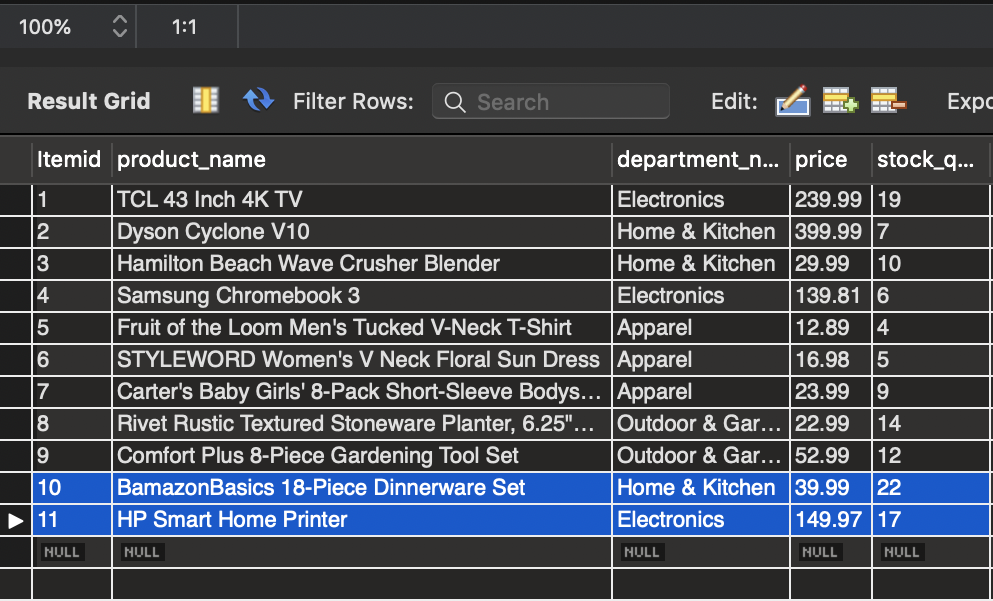 100% 1:1
Result Grid Filter Rows: Search Edit: Expo
Itemid product_name department_n... price stock_q...
1 TCL 43 Inch 4K TV Electronics 239.99 19
2 Dyson Cyclone V10 Home & Kitchen 399.99 7
3 Hamilton Beach Wave Crusher Blender Home & Kitchen 29.99 10
4 Samsung Chromebook 3 Electronics 139.81 6
5 Fruit of the Loom Men's Tucked V-Neck T-Shirt Apparel 12.89 4
6 STYLEWORD Women's V Neck Floral Sun Dress Apparel 16.98 5
7 Carter's Baby Girls' 8-Pack Short-Sleeve Bodys... Apparel 23.99 9
8 Rivet Rustic Textured Stoneware Planter, 6.25"... Outdoor & Gar... 22.99 14
9 Comfort Plus 8-Piece Gardening Tool Set Outdoor & Gar... 52.99 12
10 BamazonBasics 18-Piece Dinnerware Set Home & Kitchen 39.99 22
11 HP Smart Home Printer Electronics 149.97 17
NULL NULL NULL NULL NULL